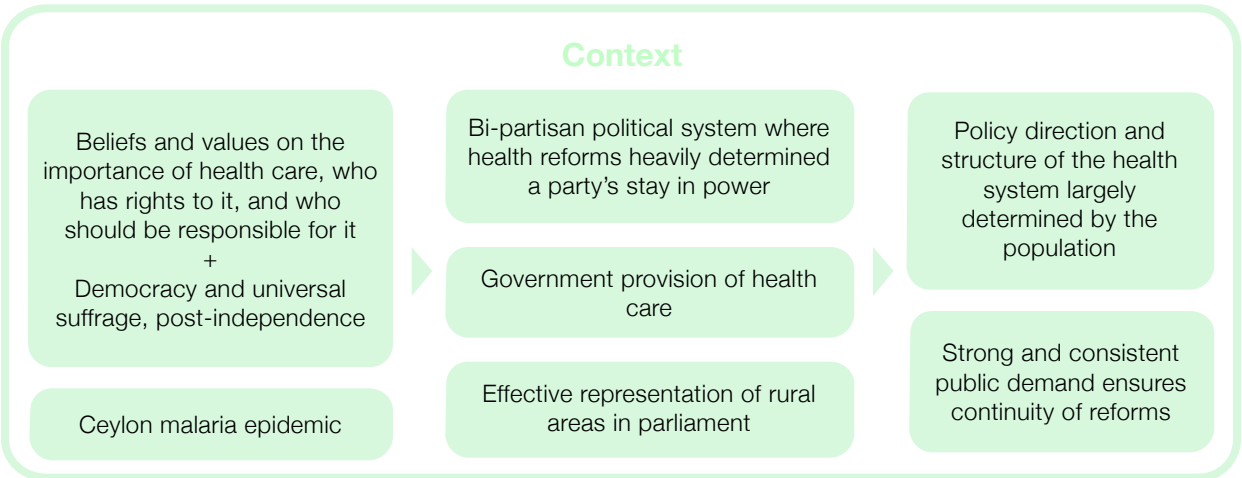 Context
Beliefs and values on the
importance of health care, who
has rights to it, and who
should be responsible for it
+
Democracy and universal
suffrage, post-independence
Ceylon malaria epidemic
Bi-partisan political system where
health reforms heavily determined
a party’s stay in power
Government provision of health
care
Effective representation of rural
areas in parliament
Policy direction and
structure of the health
system largely
determined by the
population
Strong and consistent
public demand ensures
continuity of reforms